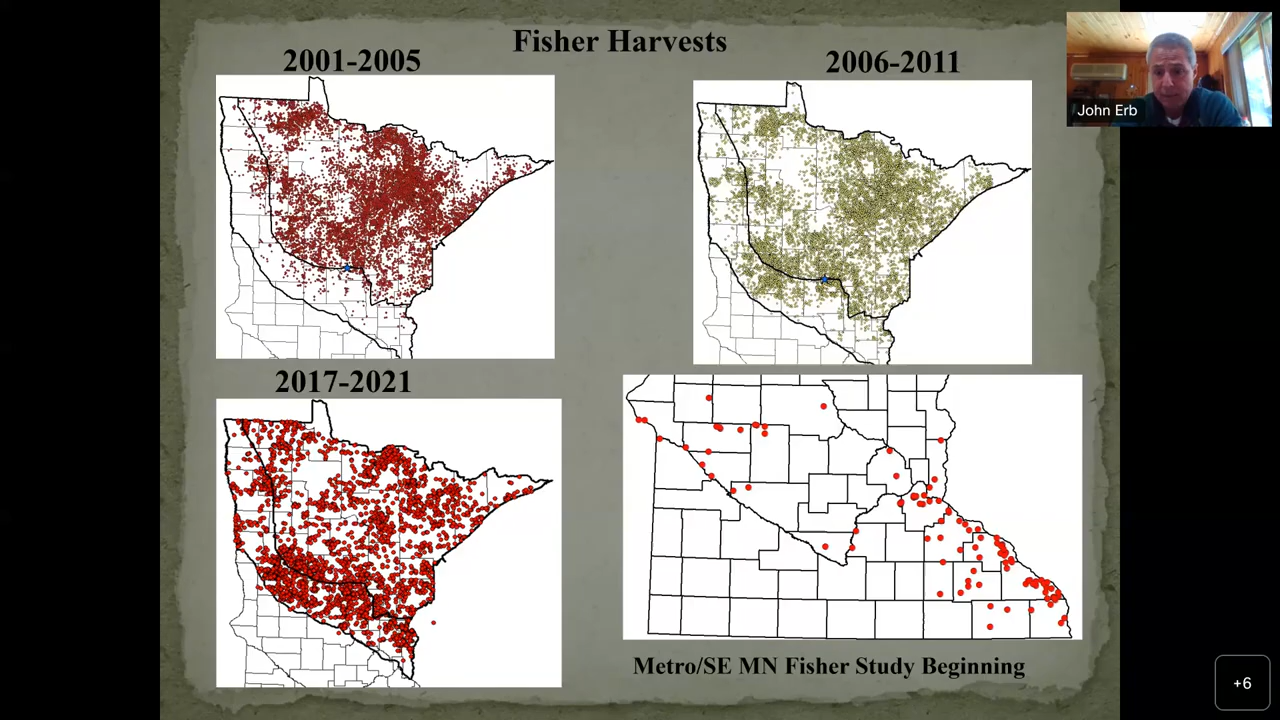 Fisher Harvests
2001-2005
2006-2011
John Erb
2017-2021
Metro/SE MN Fisher Study Beginning
+6